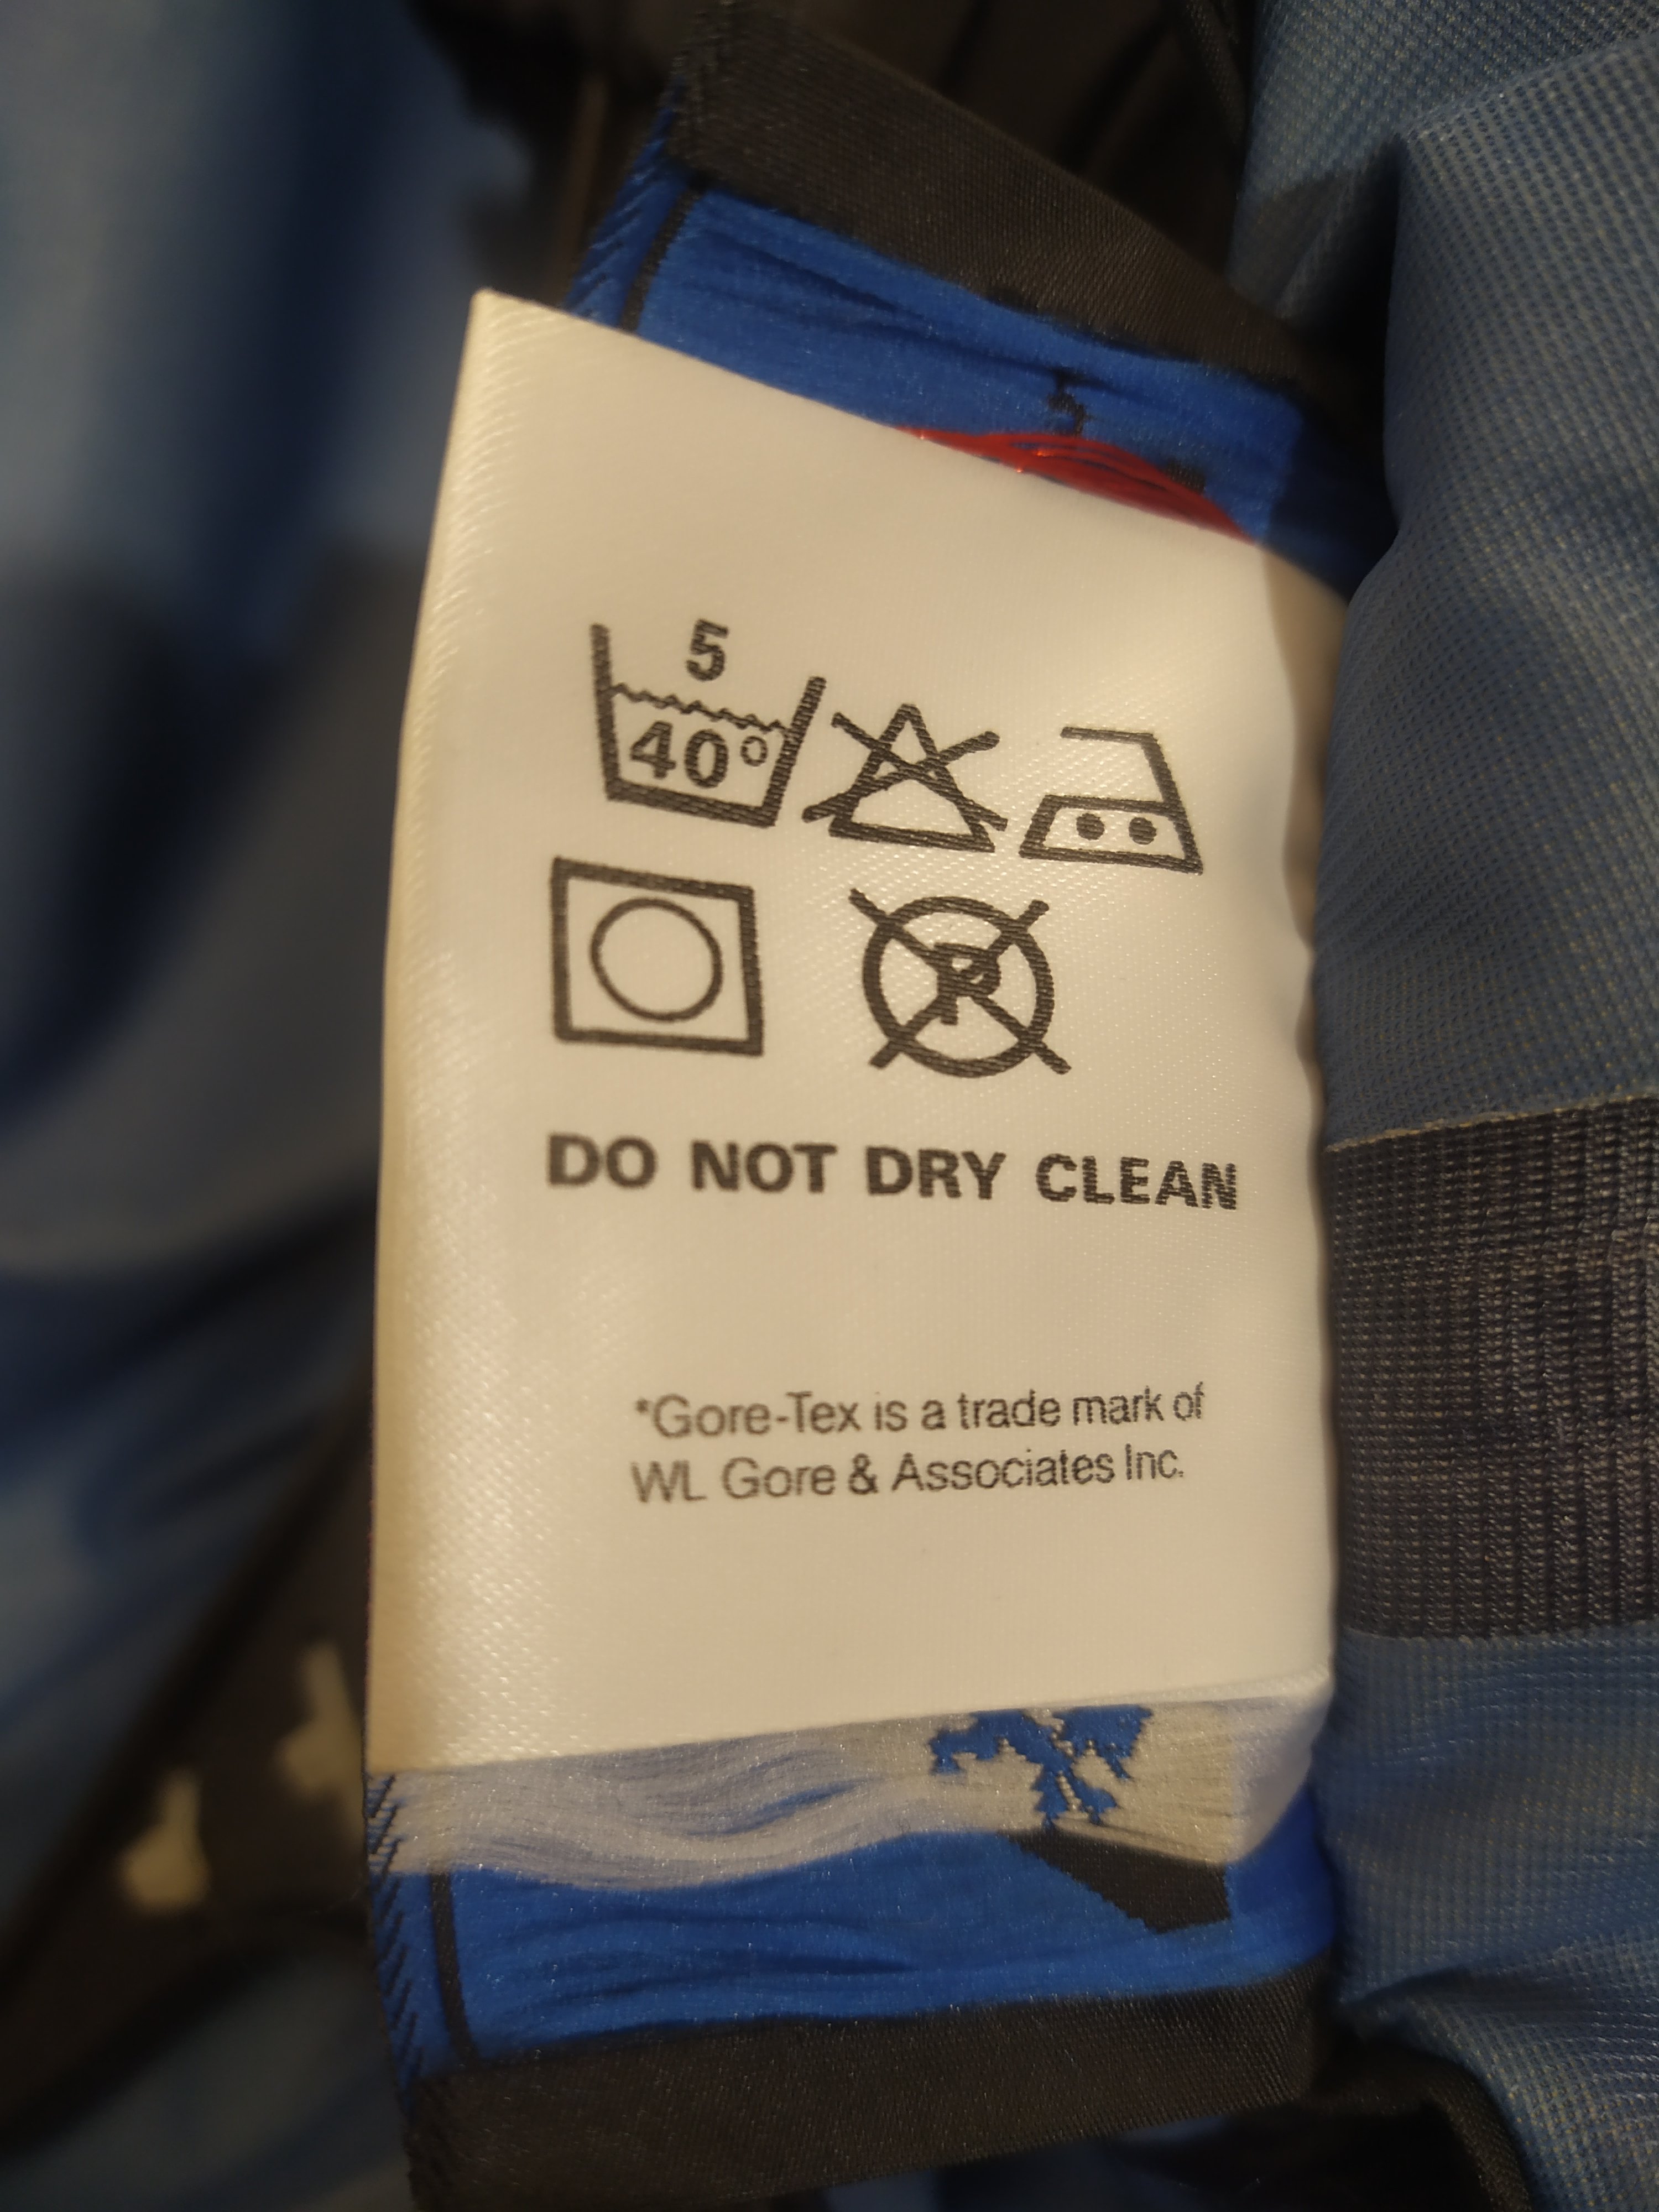 5
40°
P
DO NOT DRY CLEAN
*Gore-Tex is a trade mark of
WL Gore & Associates Inc.